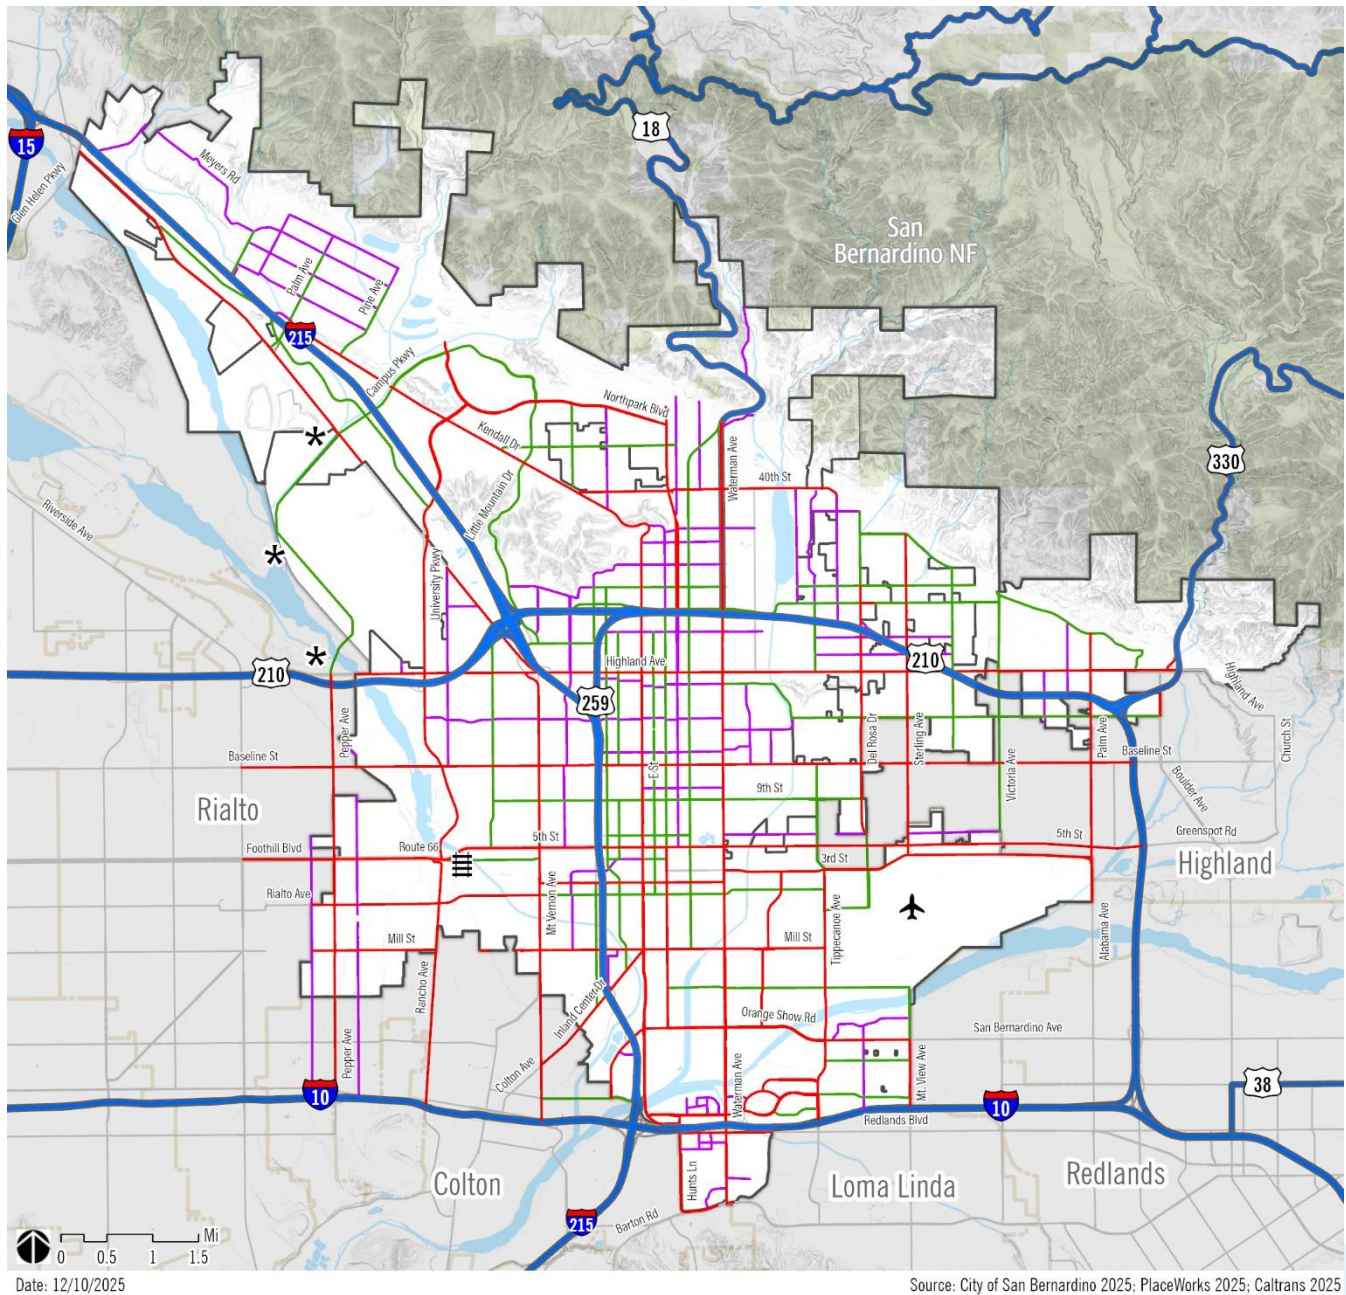 18
15
Glen Helen Pkwy
Meyers Rd
San
Bernardino NF
Palm Ave
Pine Ave
215
Campus Pkwy
Northpark Blvd
Kendall Dr
Waterman Ave
330
40th St
Little Mountain Dr
Riverside Ave
University Pkwy
210
Highland Ave
210
259
Highland Ave
Church St
Pepper Ave
Del Rosa Dr
Sterling Ave
Victoria Ave
Palm Ave
Baseline St
Baseline St
E St
9th St
Boulder Ave
Rialto
5th St
5th St
Greenspot Rd
Foothill Blvd
Route 66
3rd St
Highland
Rialto Ave
Mt Vernon Ave
Tippecanoe Ave
Mill St
Mill St
Alabama Ave
Rancho Ave
Inland Center Dr
Orange Show Rd
San Bernardino Ave
Pepper Ave
Colton Ave
Waterman Ave
Mt. View Ave
38
10
10
Redlands Blvd
Colton
Hunts Ln
Loma Linda
Redlands
215
Barton Rd
Mi
0 0.5 1 1.5
Date: 12/10/2025
Source: City of San Bernardino 2025; PlaceWorks 2025; Caltrans 2025